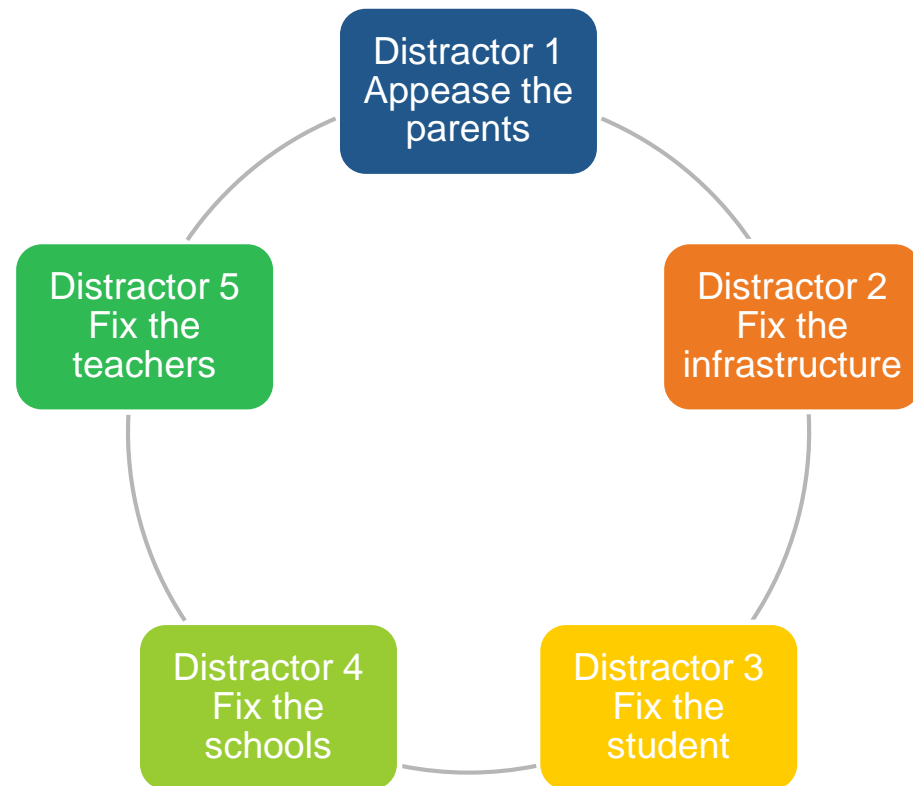 Distractor 1
Appease the
parents
Distractor 2
Fix the
infrastructure
Distractor 3
Fix the
student
Distractor 4
Fix the
schools
Distractor 5
Fix the
teachers